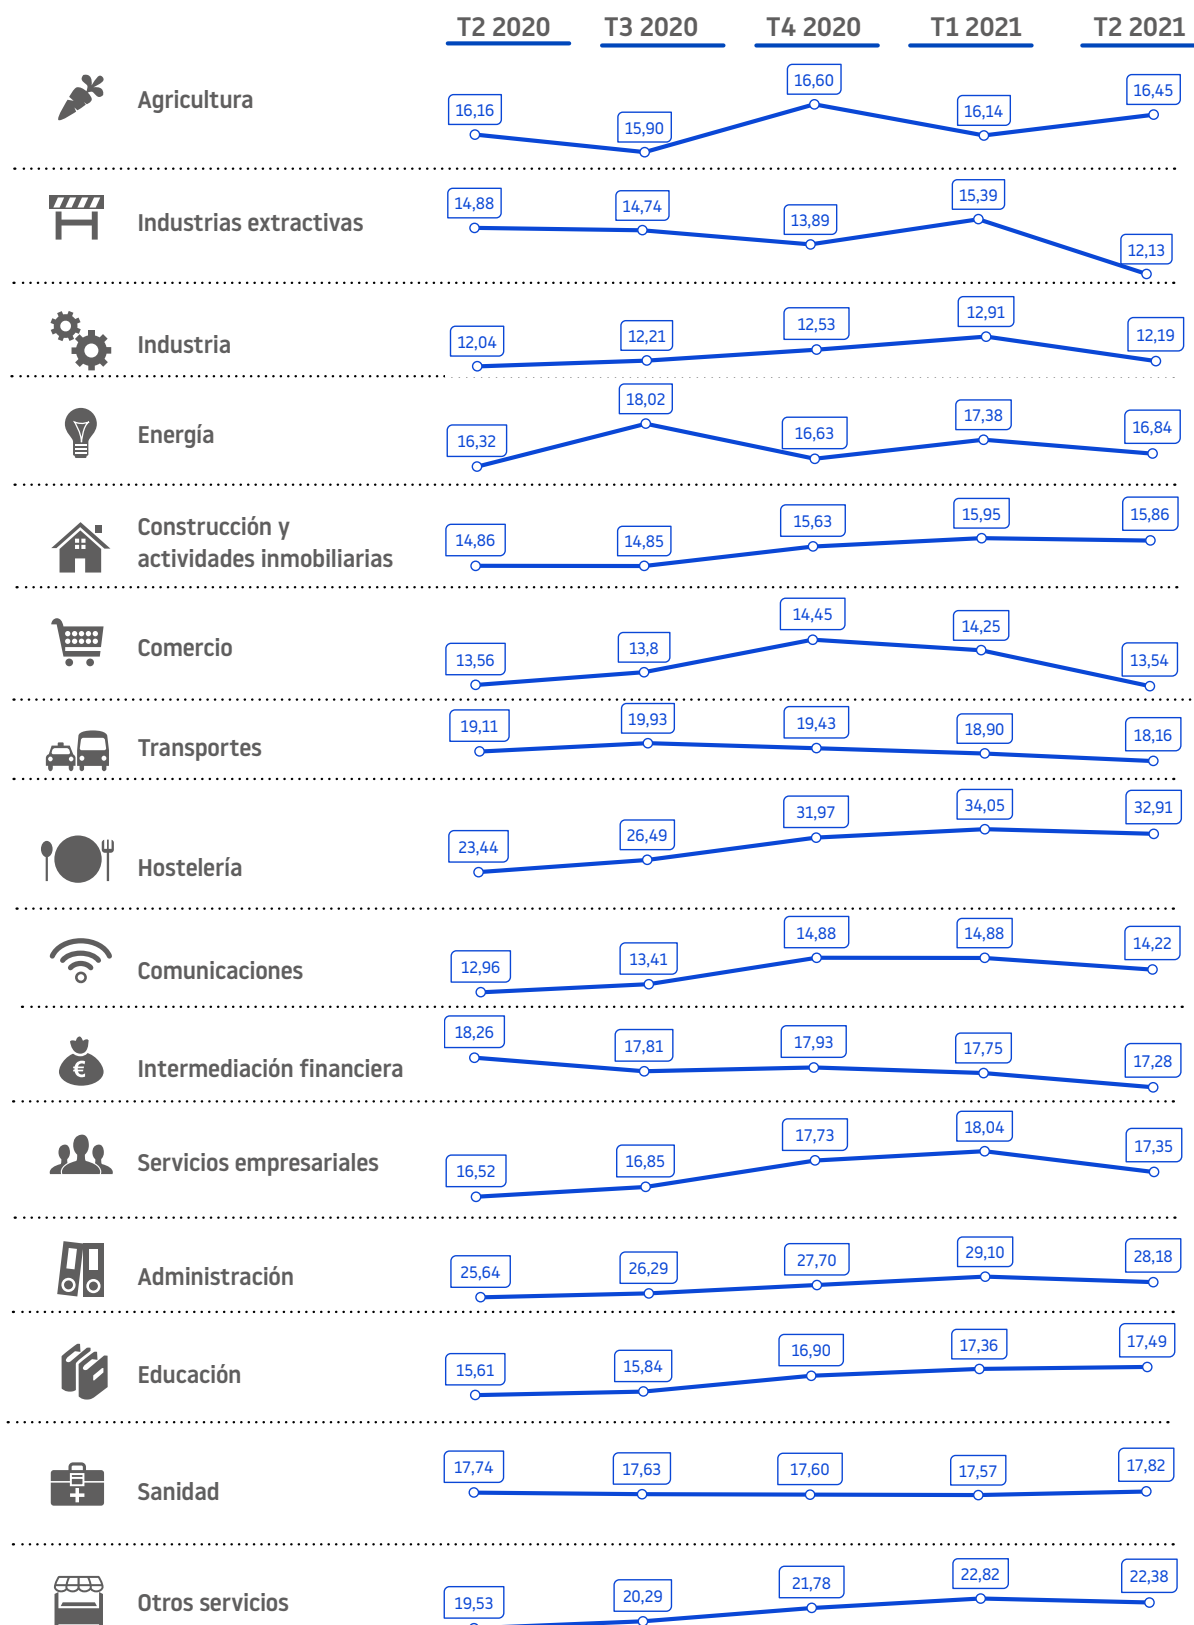 T2 2020 T3 2020 T4 2020 T1 2021 T2 2021
Agricultura 16,16 15,90 16,60 16,14 16,45
Industrias extractivas 14,88 14,74 13,89 15,39 12,13
Industria 12,04 12,21 12,53 12,91 12,19
Energía 16,32 18,02 16,63 17,38 16,84
Construcción y
actividades inmobiliarias 14,86 14,85 15,63 15,95 15,86
Comercio 13,56 13,8 14,45 14,25 13,54
Transportes 19,11 19,93 19,43 18,90 18,16
Hostelería 23,44 26,49 31,97 34,05 32,91
Comunicaciones 12,96 13,41 14,88 14,88 14,22
€ Intermediación financiera 18,26 17,81 17,93 17,75 17,28
Servicios empresariales 16,52 16,85 17,73 18,04 17,35
Administración 25,64 26,29 27,70 29,10 28,18
Educación 15,61 15,84 16,90 17,36 17,49
Sanidad 17,74 17,63 17,60 17,57 17,82
Otros servicios 19,53 20,29 21,78 22,82 22,38